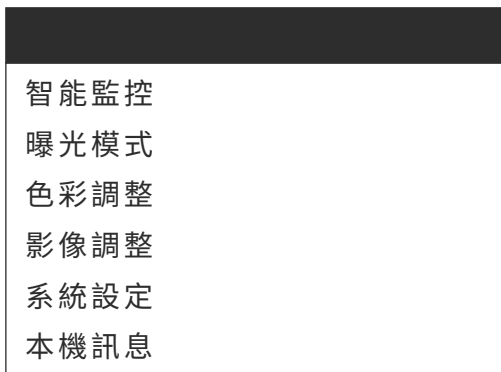 智能監控
曝光模式
色彩調整
影像調整
系統設定
本機訊息